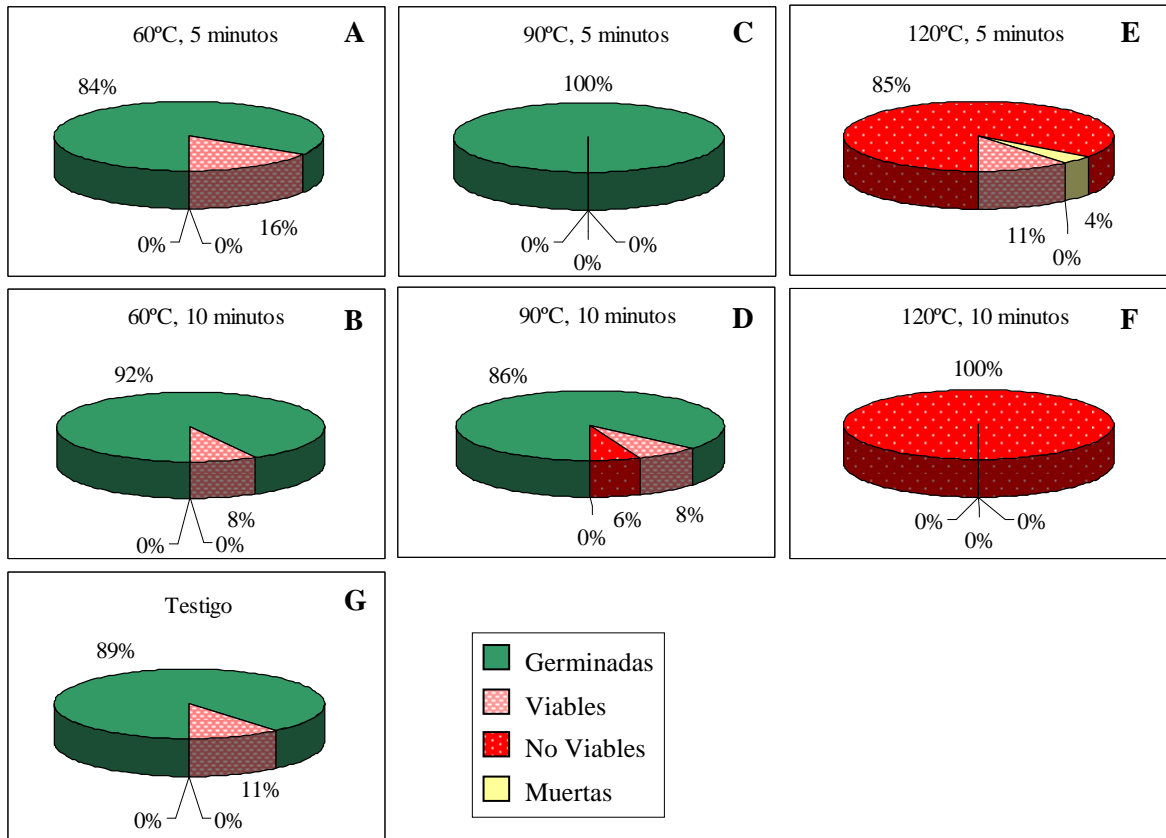 60ºC, 5 minutos
A
84%
16%
0%
0%
90ºC, 5 minutos
C
100%
0%
0%
0%
120ºC, 5 minutos
E
85%
4%
11%
0%
60ºC, 10 minutos
B
92%
8%
0%
0%
90ºC, 10 minutos
D
86%
8%
6%
0%
120ºC, 10 minutos
F
100%
0%
0%
0%
Testigo
G
89%
11%
0%
0%
Germinadas
Viables
No Viables
Muertas